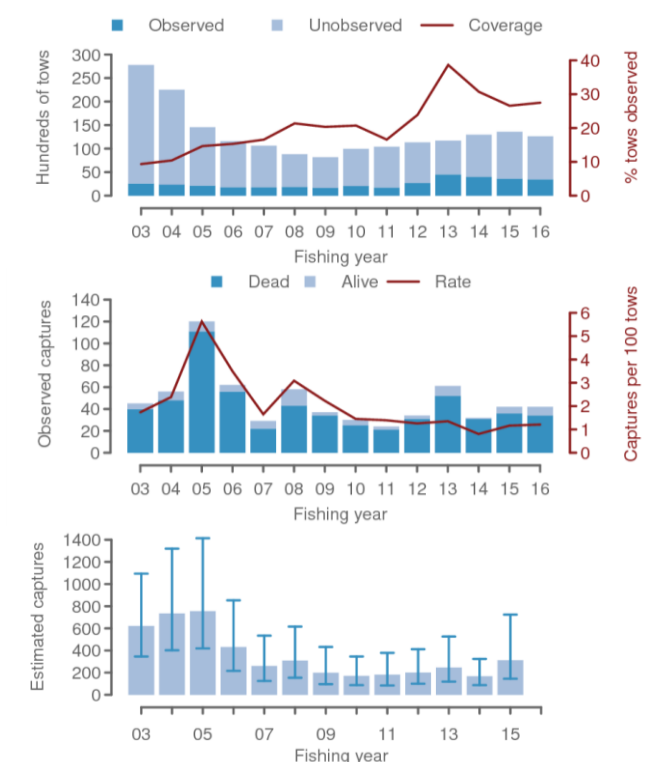 Observed Unobserved Coverage
Hundreds of tows
300
250
200
150
100
50
0
40
30
20
10
0
% tows observed
03 04 05 06 07 08 09 10 11 12 13 14 15 16
Fishing year
Dead Alive Rate
Observed captures
140
120
100
80
60
40
20
0
6
5
4
3
2
1
0
Captures per 100 tows
03 04 05 06 07 08 09 10 11 12 13 14 15 16
Fishing year
Estimated captures
1400
1200
1000
800
600
400
200
0
03 05 07 09 11 13 15
Fishing year